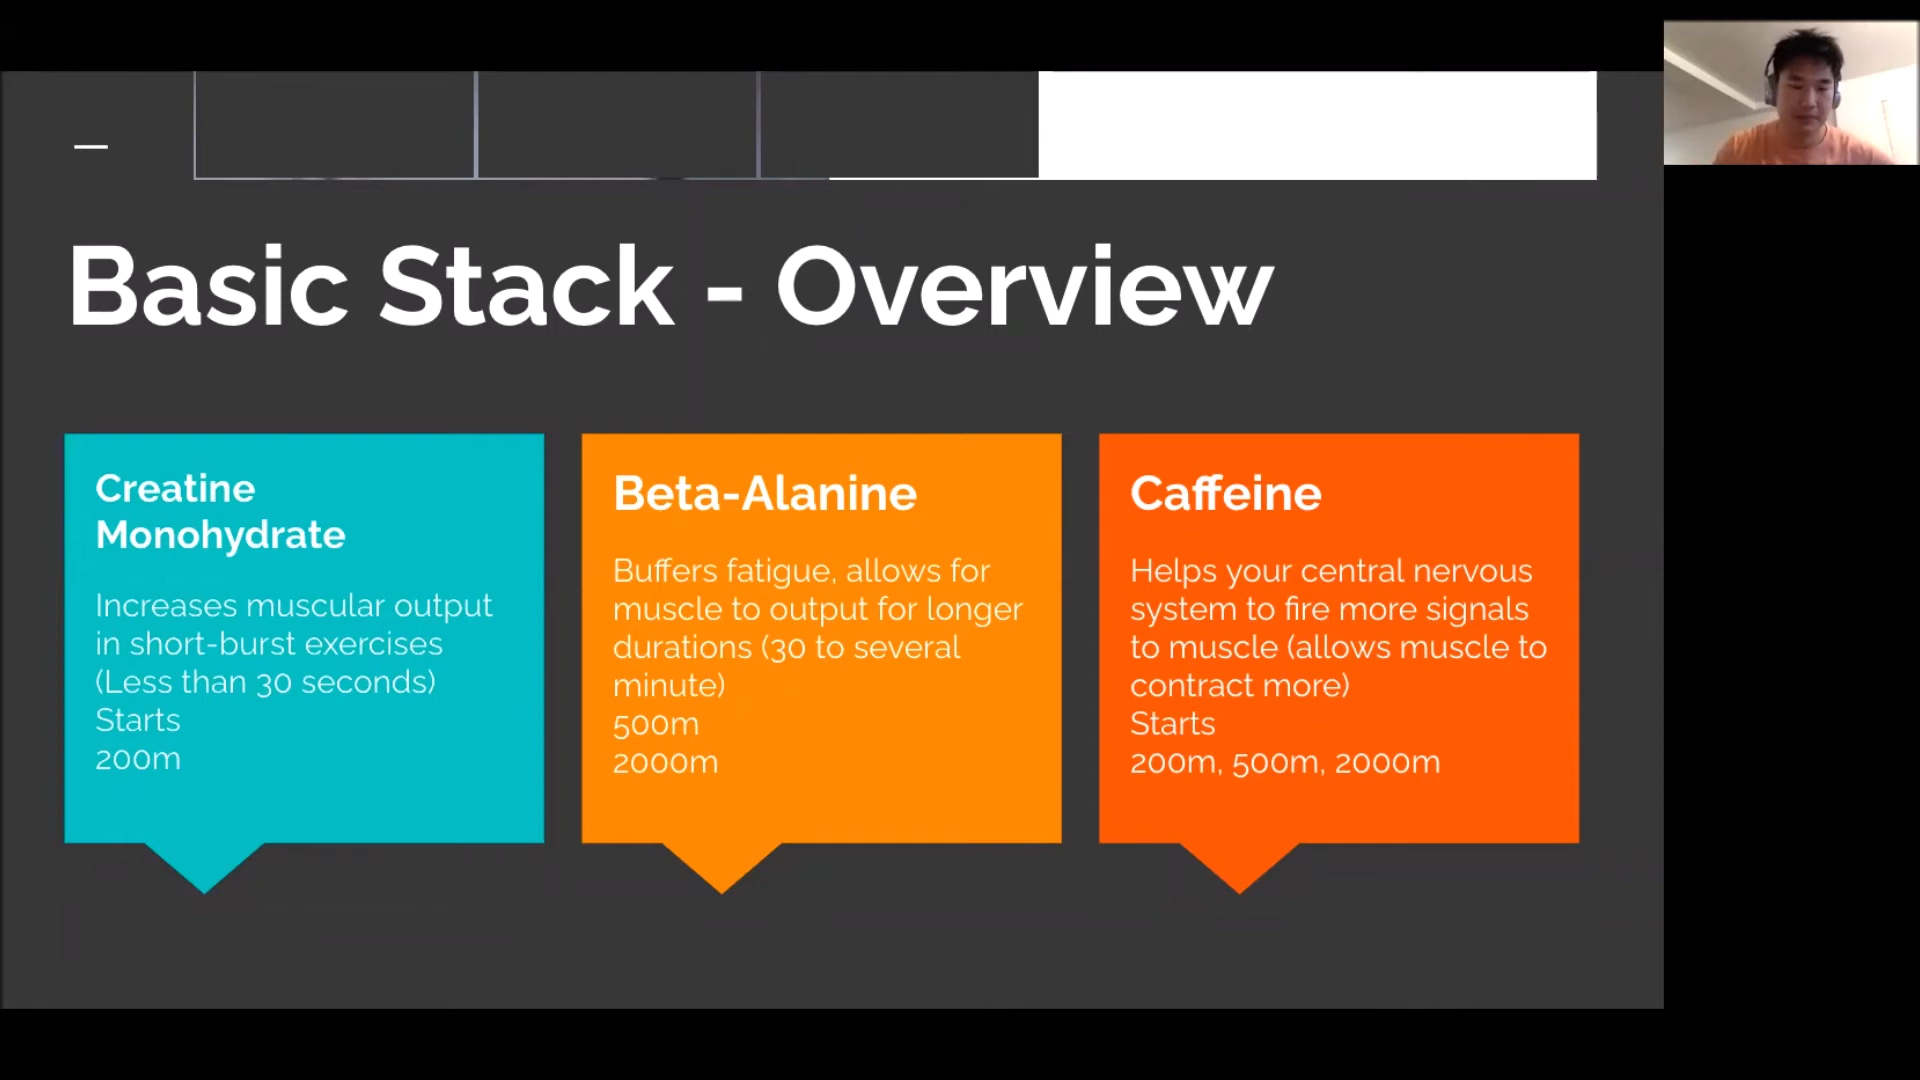 Basic Stack - Overview
Creatine
Monohydrate
Increases muscular output
in short-burst exercises
(Less than 30 seconds)
Starts
200m
Beta-Alanine
Buffers fatigue, allows for
muscle to output for longer
durations (30 to several
minute)
500m
2000m
Caffeine
Helps your central nervous
system to fire more signals
to muscle (allows muscle to
contract more)
Starts
200m, 500m, 2000m